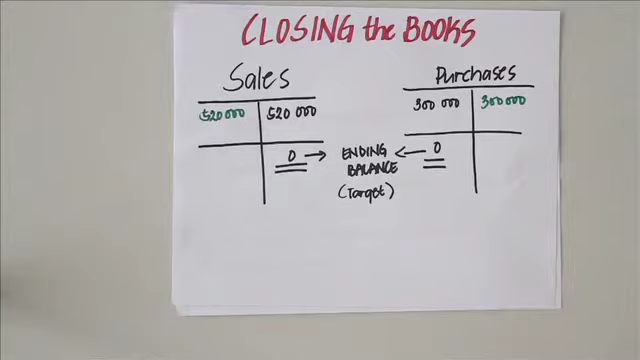 CLOSING the BOOKS
Sales
Purchases
520 000 520 000
300 000 300 000
0 → ENDING ← 0
BALANCE
(Target)